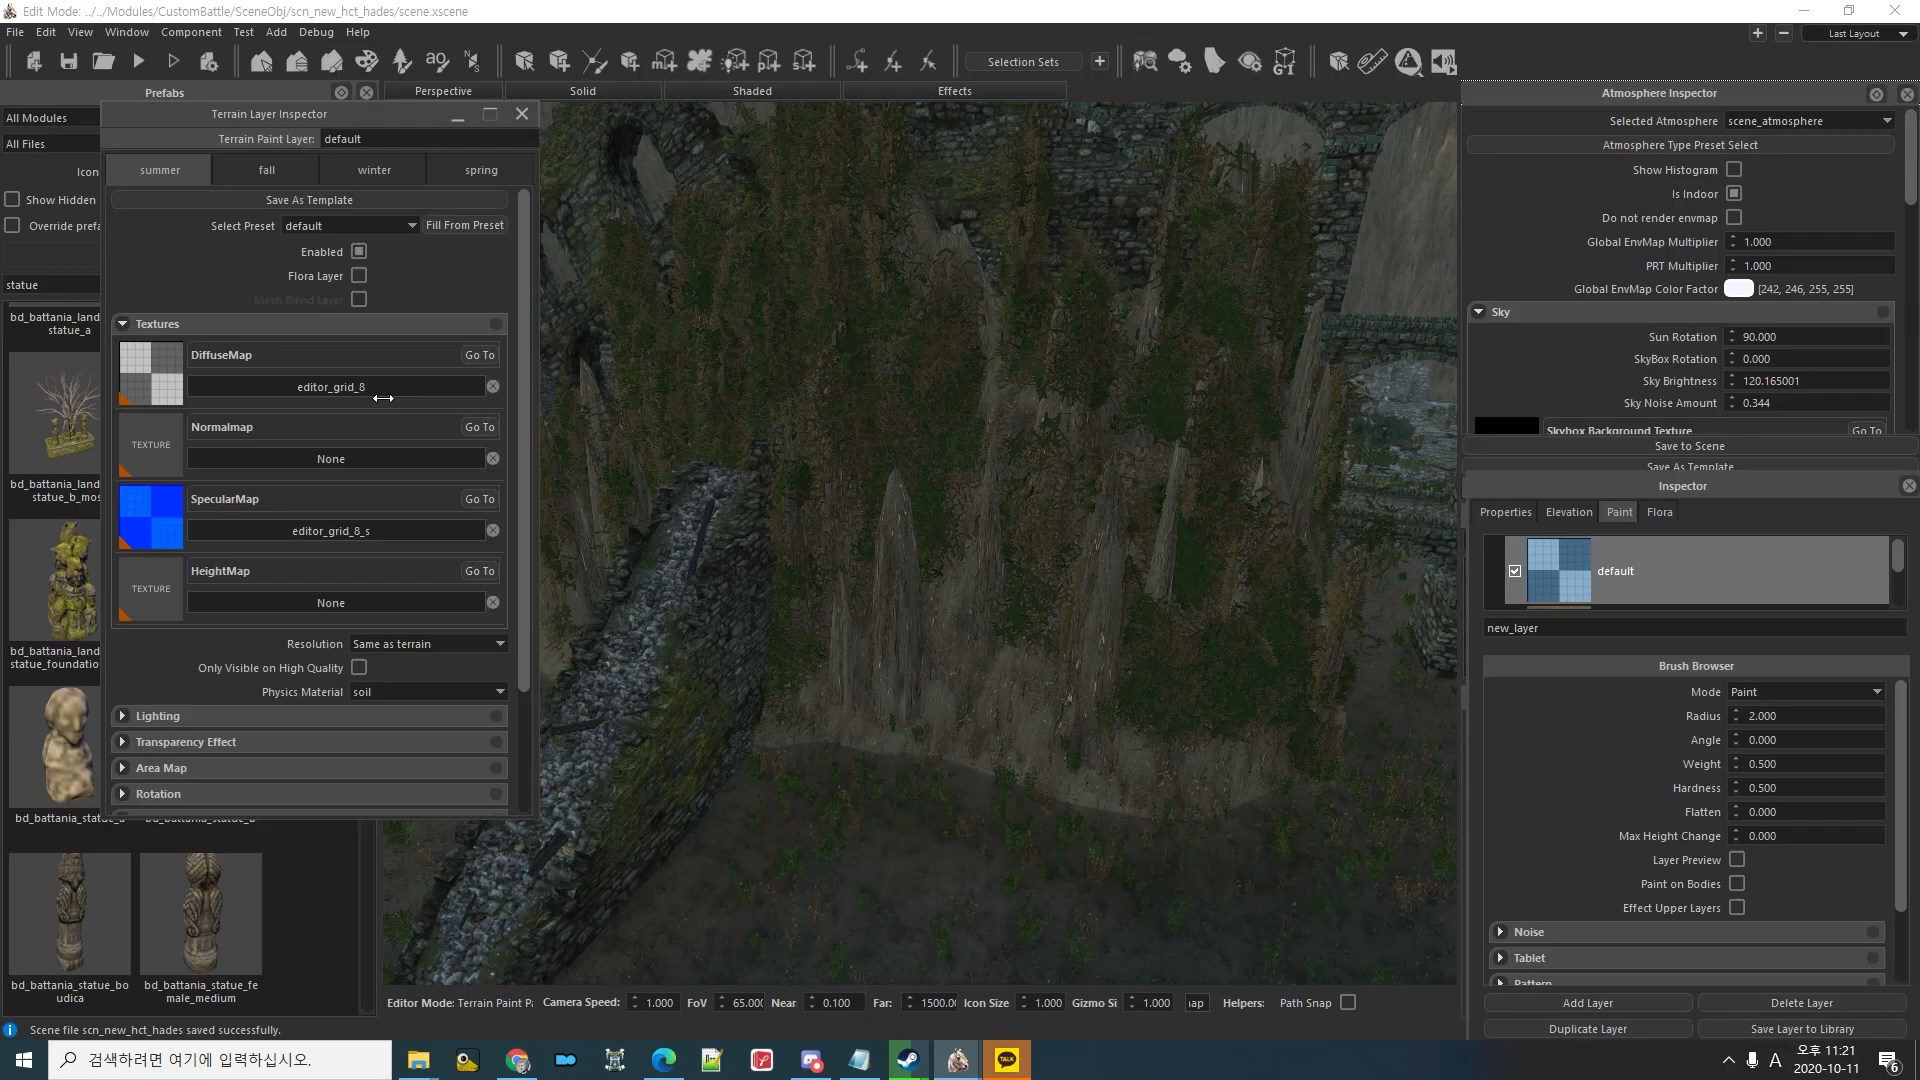 Edit Mode: ../../Modules/CustomBattle/SceneObj/scn_new_hct_hades/scene.xscene
File Edit View Window Component Test Add Debug Help
Last Layout
Selection Sets
Prefabs
Perspective Solid Shaded Effects
All Modules
All Files
Icon
Show Hidden
Override prefa
statue
bd_battania_land
statue_a
bd_battania_land
statue_b_mos
bd_battania_land
statue_foundatio
bd_battania_statue_bo
udica
bd_battania_statue_fe
male_medium
Terrain Layer Inspector
Terrain Paint Layer: default
summer fall winter spring
Save As Template
Select Preset default Fill From Preset
Enabled
Flora Layer
Mesh Blend Layer
Textures
DiffuseMap Go To
editor_grid_8
TEXTURE
Normalmap Go To
None
SpecularMap Go To
editor_grid_8_s
TEXTURE
HeightMap Go To
None
Resolution Same as terrain
Only Visible on High Quality
Physics Material soil
Lighting
Transparency Effect
Area Map
Rotation
Atmosphere Inspector
Selected Atmosphere scene_atmosphere
Atmosphere Type Preset Select
Show Histogram
Is Indoor
Do not render envmap
Global EnvMap Multiplier 1.000
PRT Multiplier 1.000
Global EnvMap Color Factor [242, 246, 255, 255]
Sky
Sun Rotation 90.000
SkyBox Rotation 0.000
Sky Brightness 120.165001
Sky Noise Amount 0.344
Skybox Background Texture Go To
Save to Scene
Save As Template
Inspector
Properties Elevation Paint Flora
default
new_layer
Brush Browser
Mode Paint
Radius 2.000
Angle 0.000
Weight 0.500
Hardness 0.500
Flatten 0.000
Max Height Change 0.000
Layer Preview
Paint on Bodies
Effect Upper Layers
Noise
Tablet
Pattern
Add Layer Delete Layer
Duplicate Layer Save Layer to Library
Editor Mode: Terrain Paint P Camera Speed: 1.000 FoV 65.000 Near 0.100 Far: 1500.0 Icon Size 1.000 Gizmo Si 1.000 ıap Helpers: Path Snap
Scene file scn_new_hct_hades saved successfully.
검색하려면 여기에 입력하십시오.
TALK
A
오후 11:21
2020-10-11
6